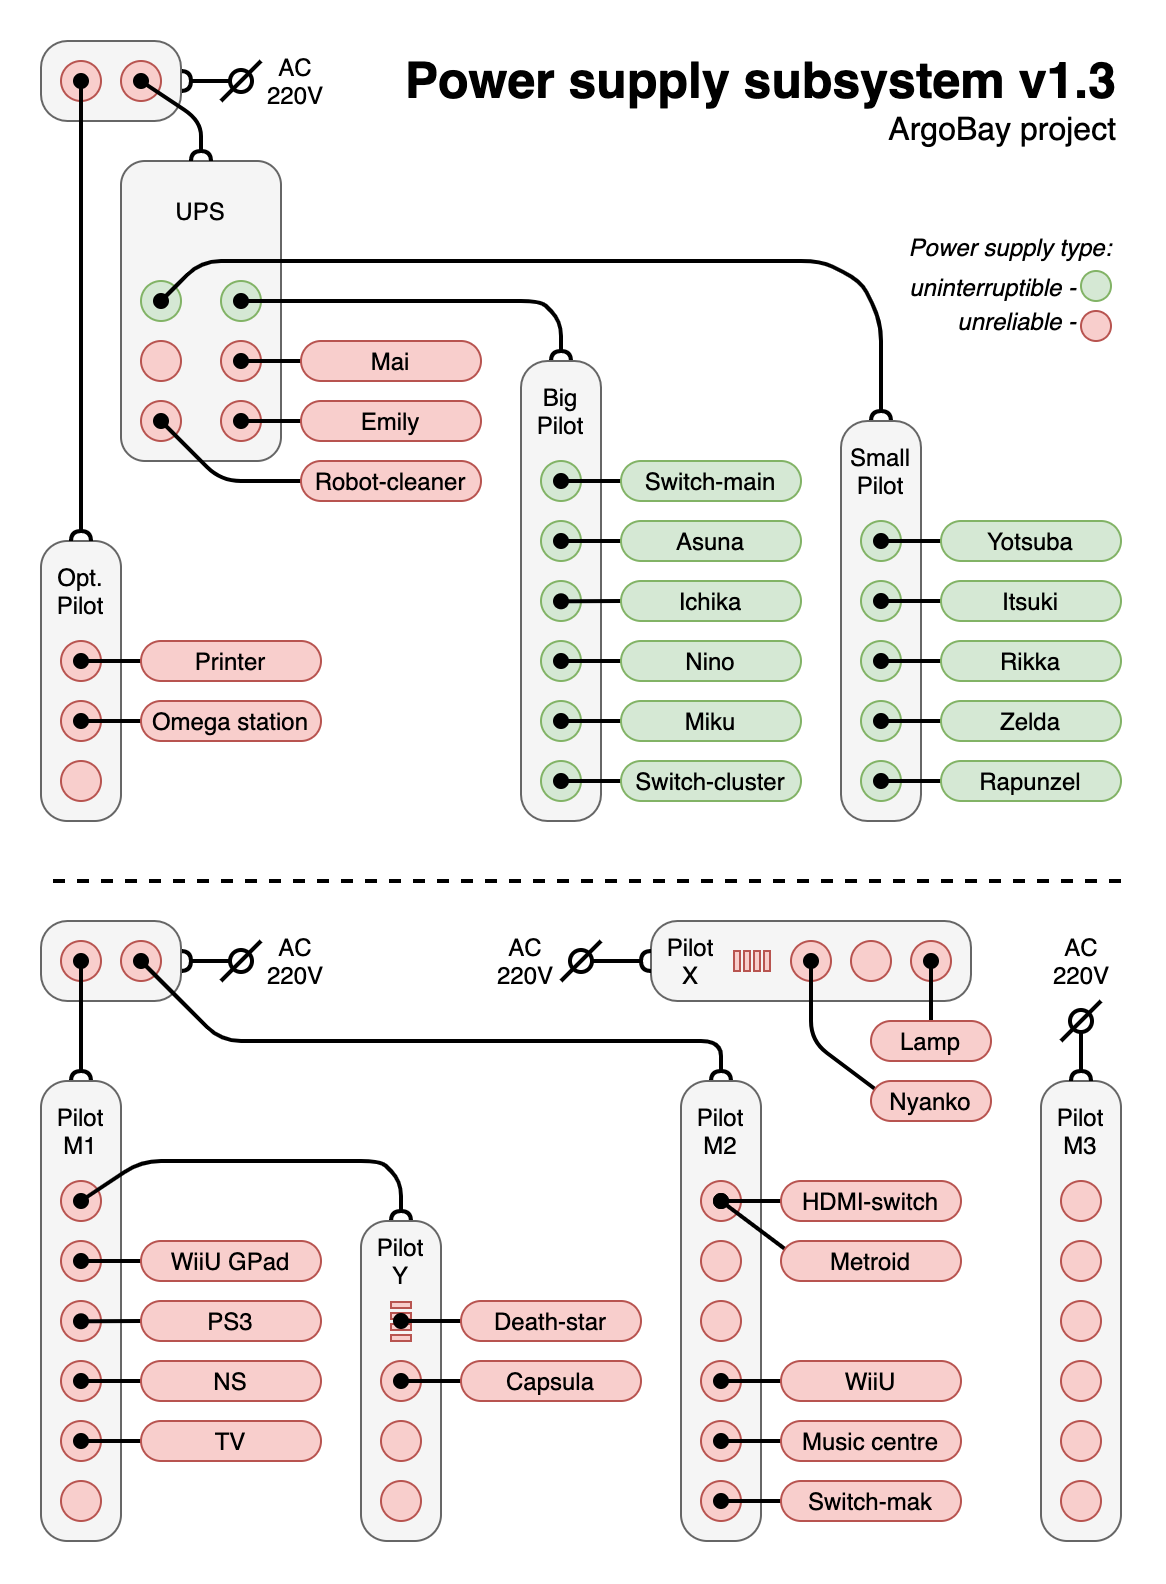 Power supply subsystem v1.3
ArgoBay project
AC
220V
UPS
Power supply type:
uninterruptible -
unreliable -
Mai
Emily
Robot-cleaner
Big
Pilot
Switch-main
Asuna
Ichika
Nino
Miku
Switch-cluster
Small
Pilot
Yotsuba
Itsuki
Rikka
Zelda
Rapunzel
Opt.
Pilot
Printer
Omega station
AC
220V
AC
220V
Pilot
X
Lamp
Nyanko
AC
220V
Pilot
M1
WiiU GPad
PS3
NS
TV
Pilot
Y
Death-star
Capsula
Pilot
M2
HDMI-switch
Metroid
WiiU
Music centre
Switch-mak
Pilot
M3